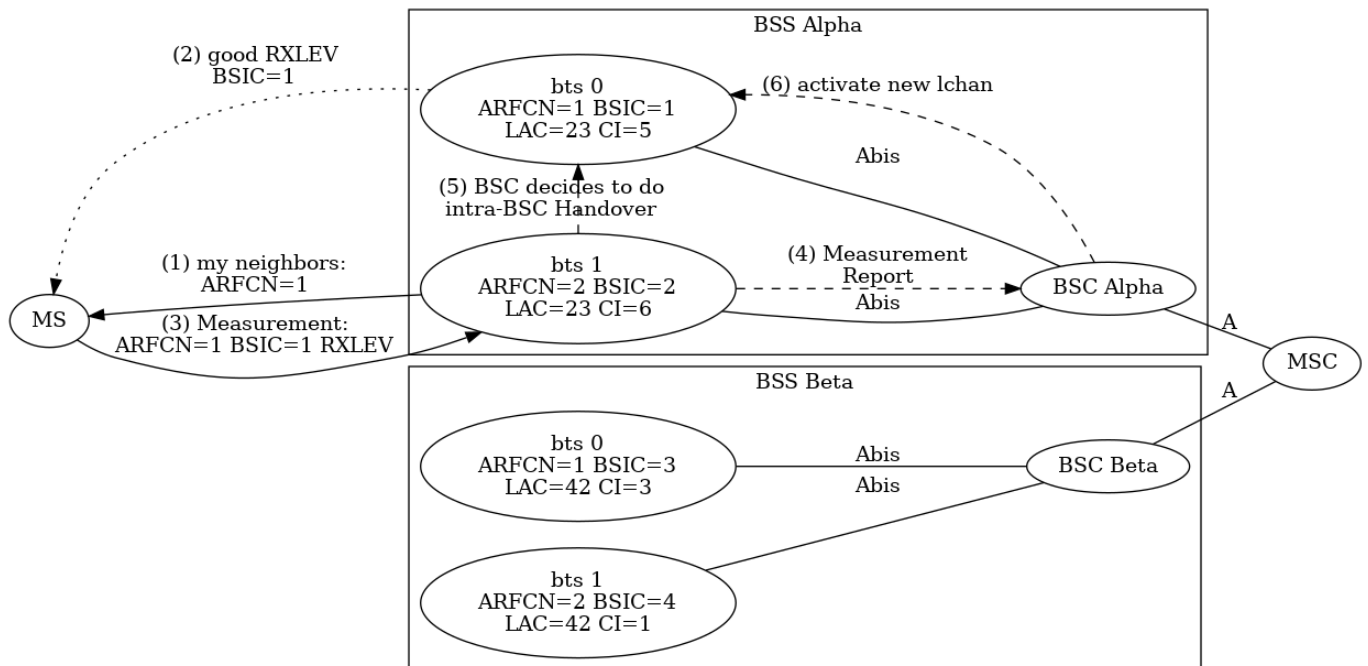 BSS Alpha
(2) good RXLEV
BSIC=1
bts 0
ARFCN=1 BSIC=1
LAC=23 CI=5
(6) activate new lchan
Abis
(5) BSC decides to do
intra-BSC Handover
(1) my neighbors:
ARFCN=1
bts 1
ARFCN=2 BSIC=2
LAC=23 CI=6
(4) Measurement
Report
Abis
BSC Alpha
MS
(3) Measurement:
ARFCN=1 BSIC=1 RXLEV
A
MSC
A
BSS Beta
bts 0
ARFCN=1 BSIC=3
LAC=42 CI=3
Abis
BSC Beta
Abis
bts 1
ARFCN=2 BSIC=4
LAC=42 CI=1